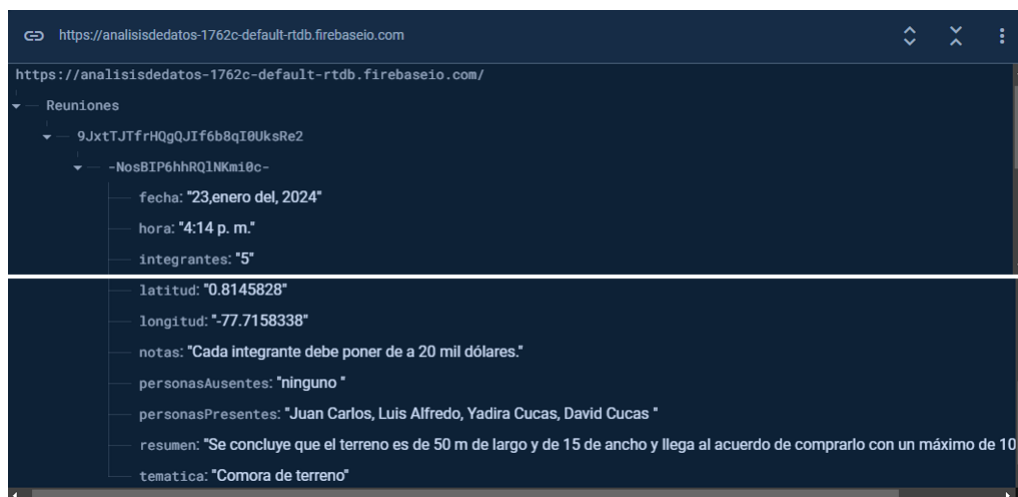 https://analisisdedatos-1762c-default-rtdb.firebaseio.com
https://analisisdedatos-1762c-default-rtdb.firebaseio.com/
Reuniones
9JxtTJTfrHQgQJIf6b8qI0UksRe2
-NosBIP6hhRQlNKmi0c-
fecha: "23,enero del, 2024"
hora: "4:14 p. m."
integrantes: "5"
latitud: "0.8145828"
longitud: "-77.7158338"
notas: "Cada integrante debe poner de a 20 mil dólares."
personasAusentes: "ninguno "
personasPresentes: "Juan Carlos, Luis Alfredo, Yadira Cucas, David Cucas "
resumen: "Se concluye que el terreno es de 50 m de largo y de 15 de ancho y llega al acuerdo de comprarlo con un máximo de 10
tematica: "Comora de terreno"